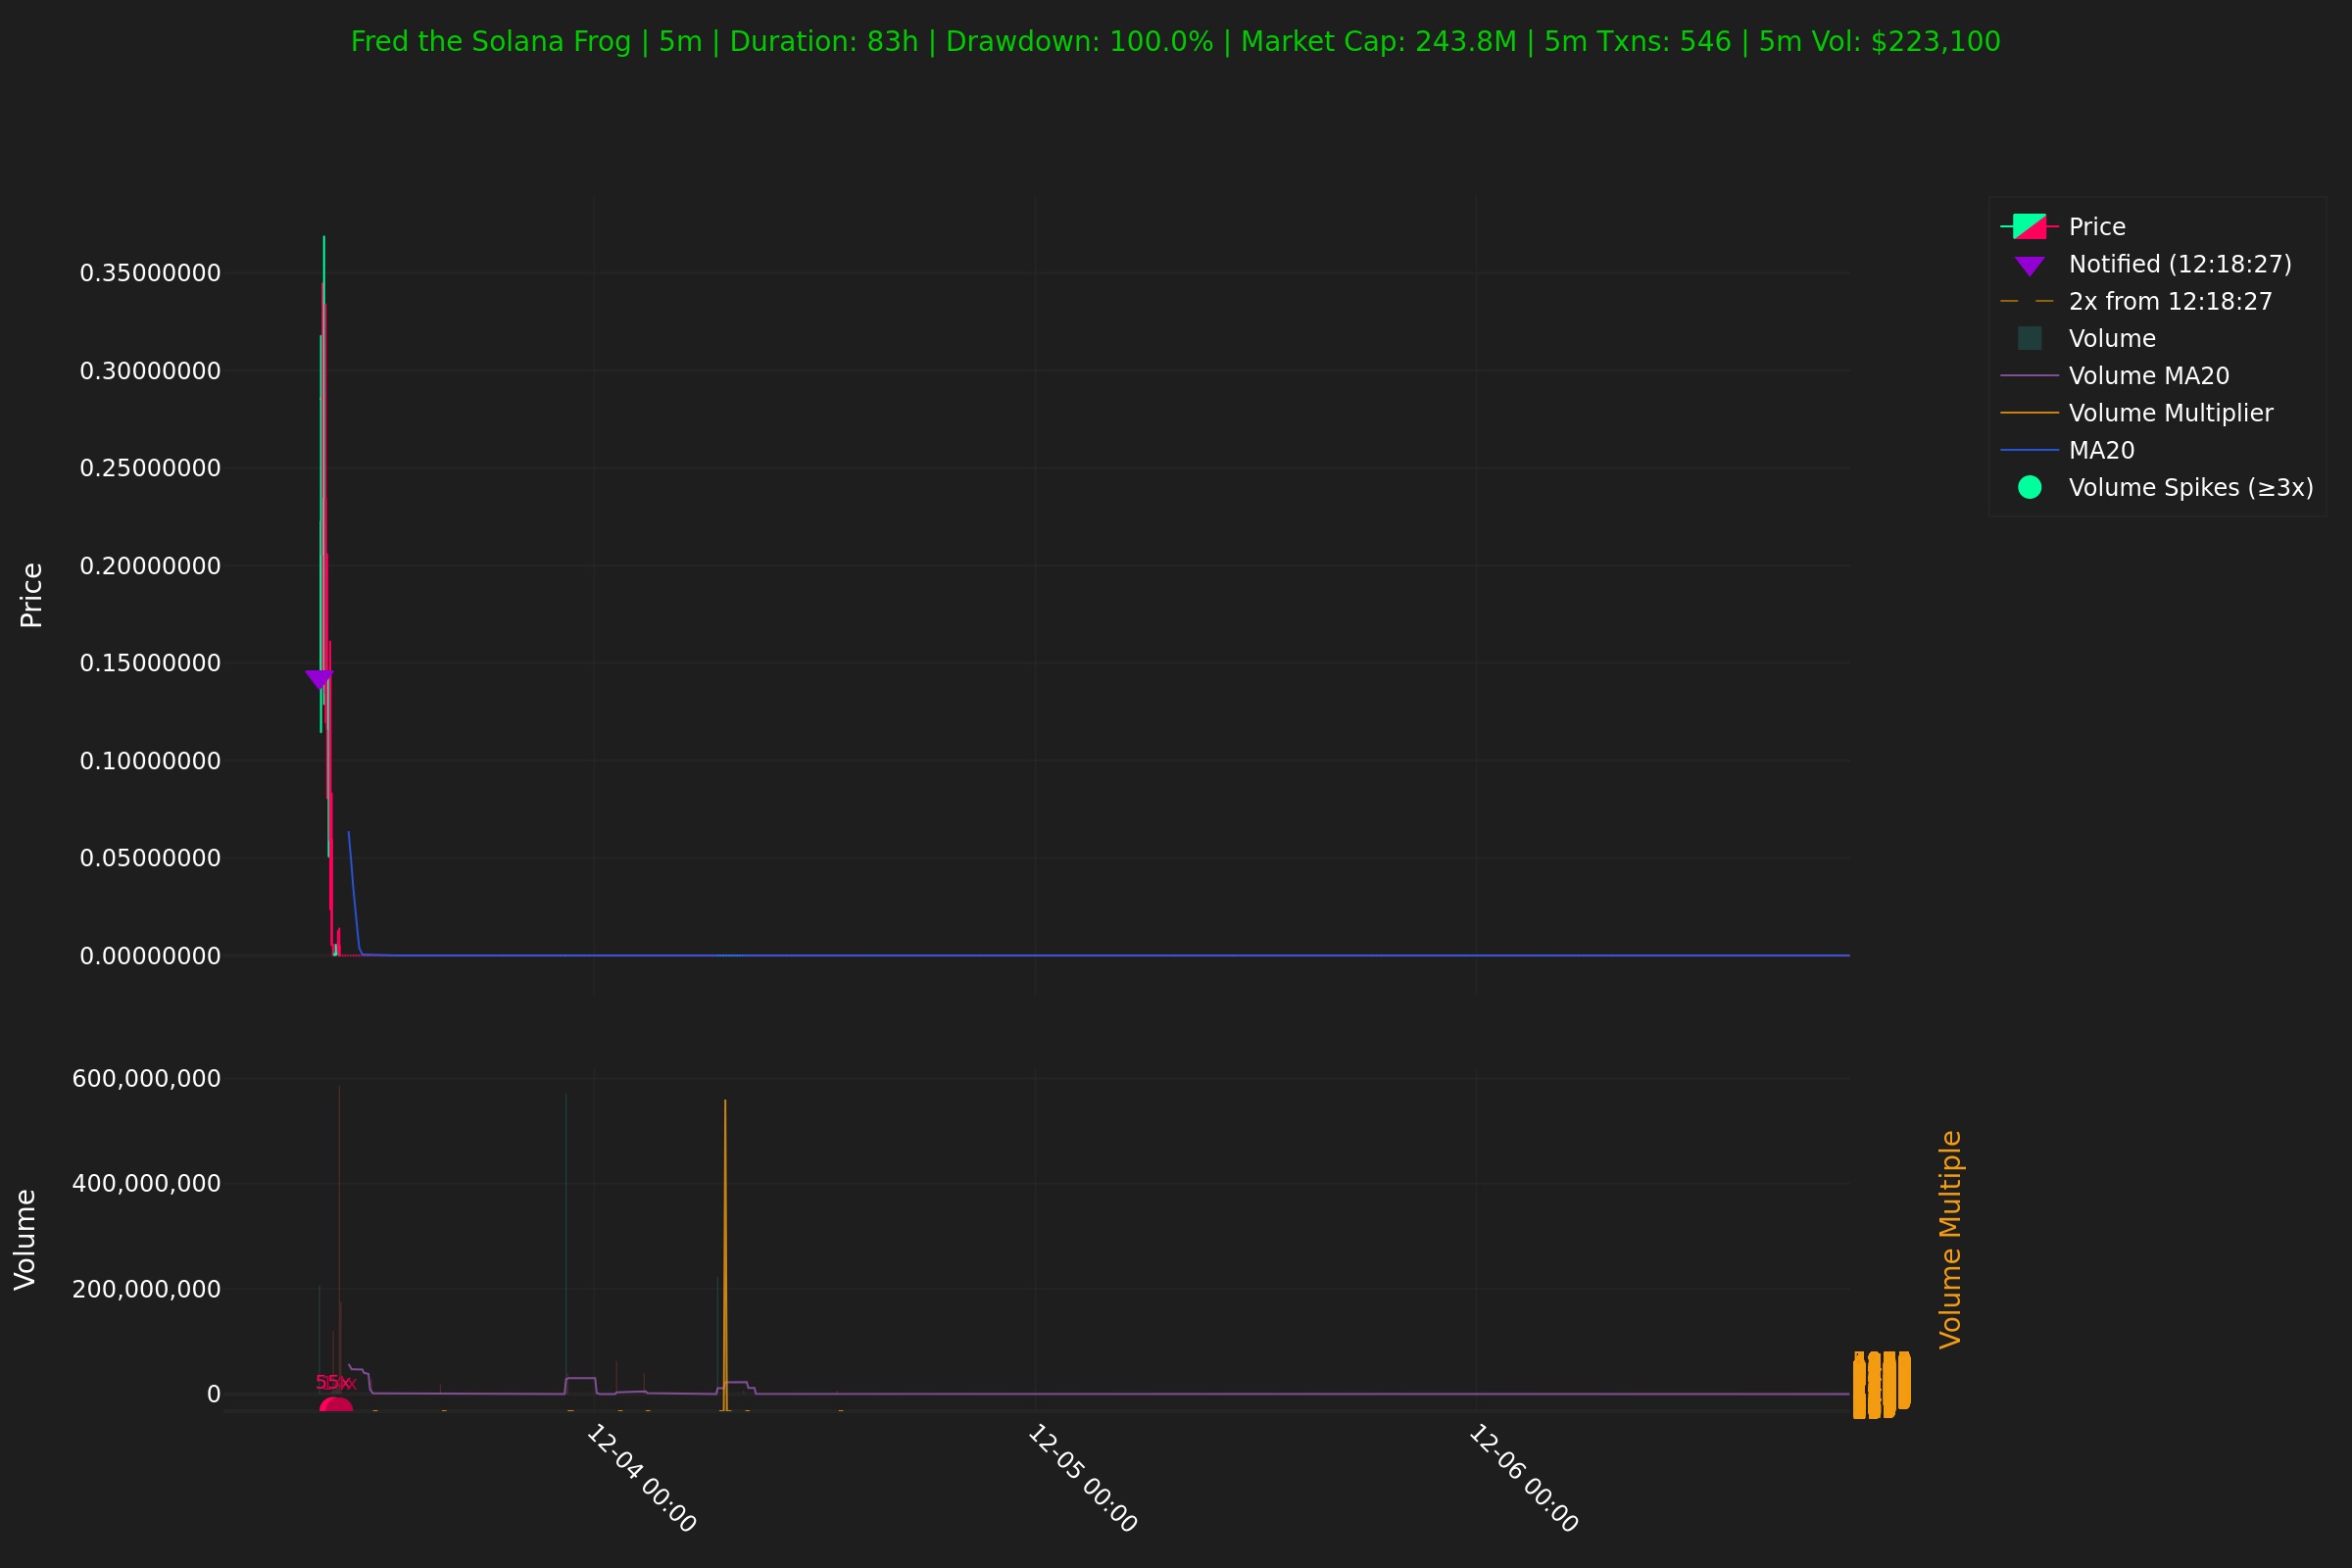 Fred the Solana Frog | 5m | Duration: 83h | Drawdown: 100.0% | Market Cap: 243.8M | 5m Txns: 546 | 5m Vol: $223,100
Price
0.35000000
0.30000000
0.25000000
0.20000000
0.15000000
0.10000000
0.05000000
0.00000000
Price
Notified (12:18:27)
2x from 12:18:27
Volume
Volume MA20
Volume Multiplier
MA20
Volume Spikes (≥3x)
Volume
600,000,000
400,000,000
200,000,000
0
Volume Multiple
12-04 00:00
12-05 00:00
12-06 00:00